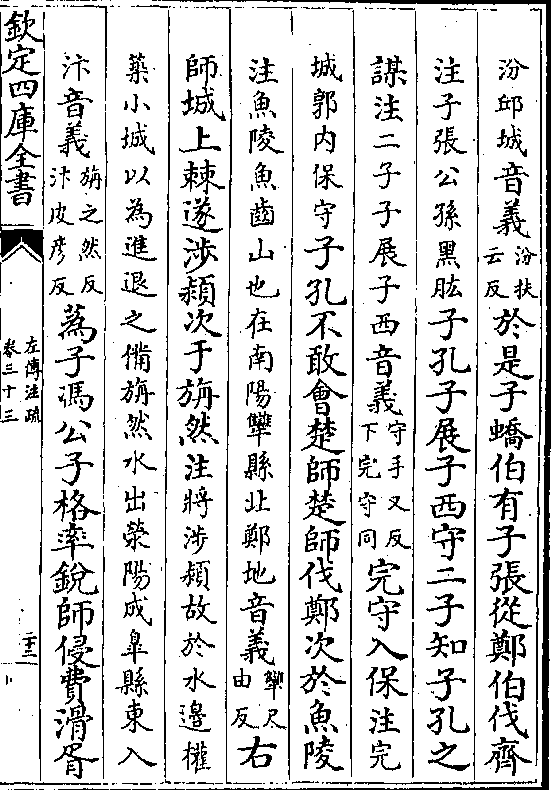 汾邱城音義汾扶云反於是子蟜伯有子張從鄭伯伐齊
注子張公孫黑肱子孔子展子西守二子知子孔之
謀注二子子展子西音義守手又反下完守同完守入保注完
城郭内保守子孔不敢會楚師楚師伐鄭次於魚陵
注魚陵魚齒山也在南陽犨縣北鄭地音義犨尺由反右
師城上棘遂涉潁次于旃然注將涉潁故於水邊權
築小城以為進退之備旃然水出滎陽成皐縣東入
汴音義旃之然反汴皮彦反蔿子馮公子格率銳師侵費滑胥
欽定四庫全書
左傳注疏
卷三十三
二十三